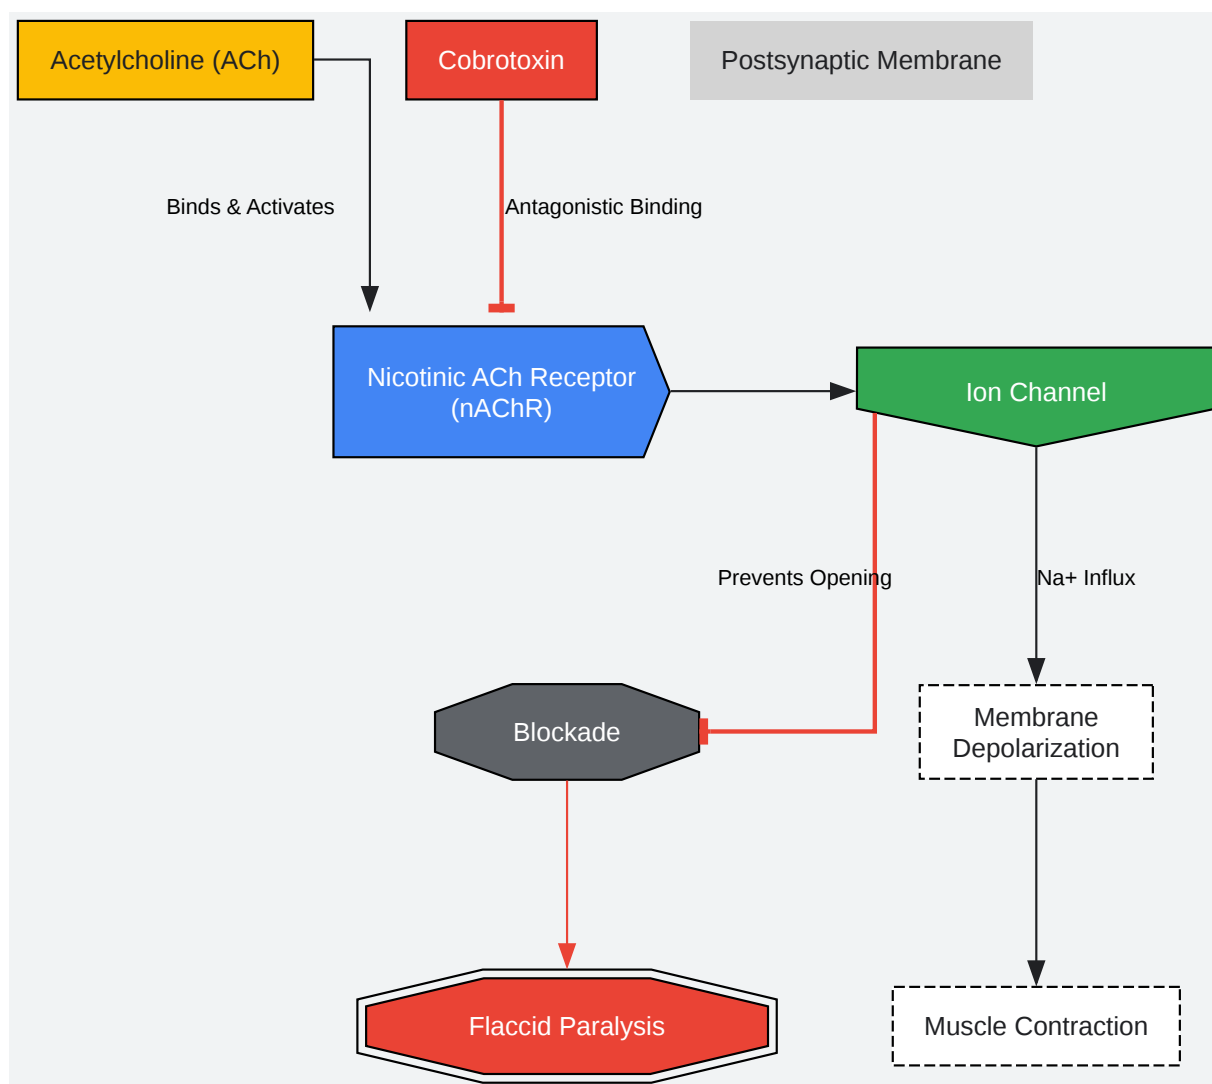 Acetylcholine (ACh)
Cobrotoxin
Postsynaptic Membrane
Binds & Activates
Antagonistic Binding
Nicotinic ACh Receptor
(nAChR)
Ion Channel
Prevents Opening
Na+ Influx
Blockade
Membrane
Depolarization
Flaccid Paralysis
Muscle Contraction